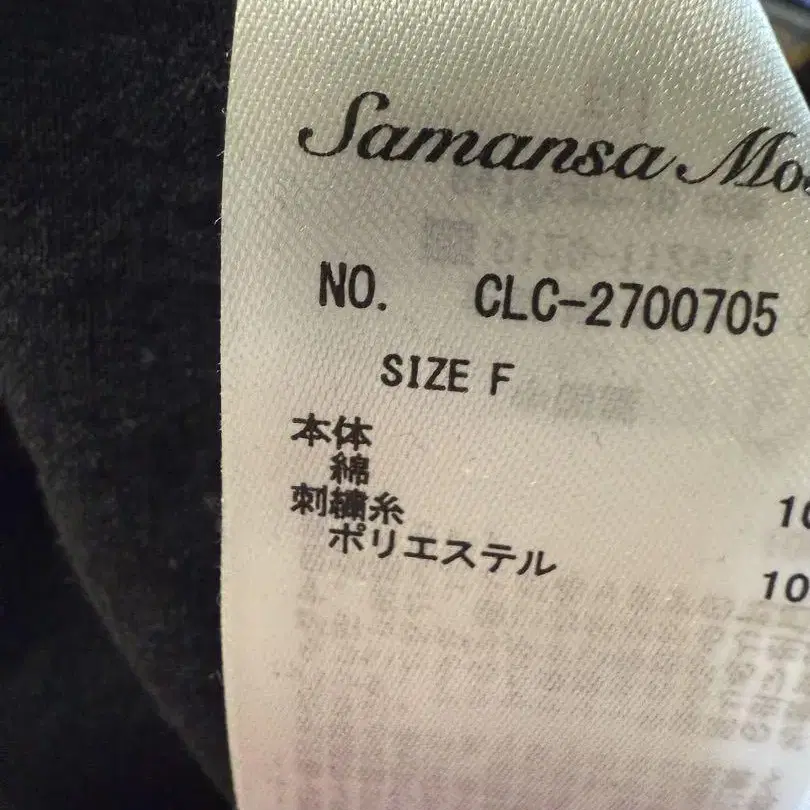 Samansa Mos
NO. CLC-2700705
SIZE F
本体
綿 10
刺繍糸
ポリエステル 10